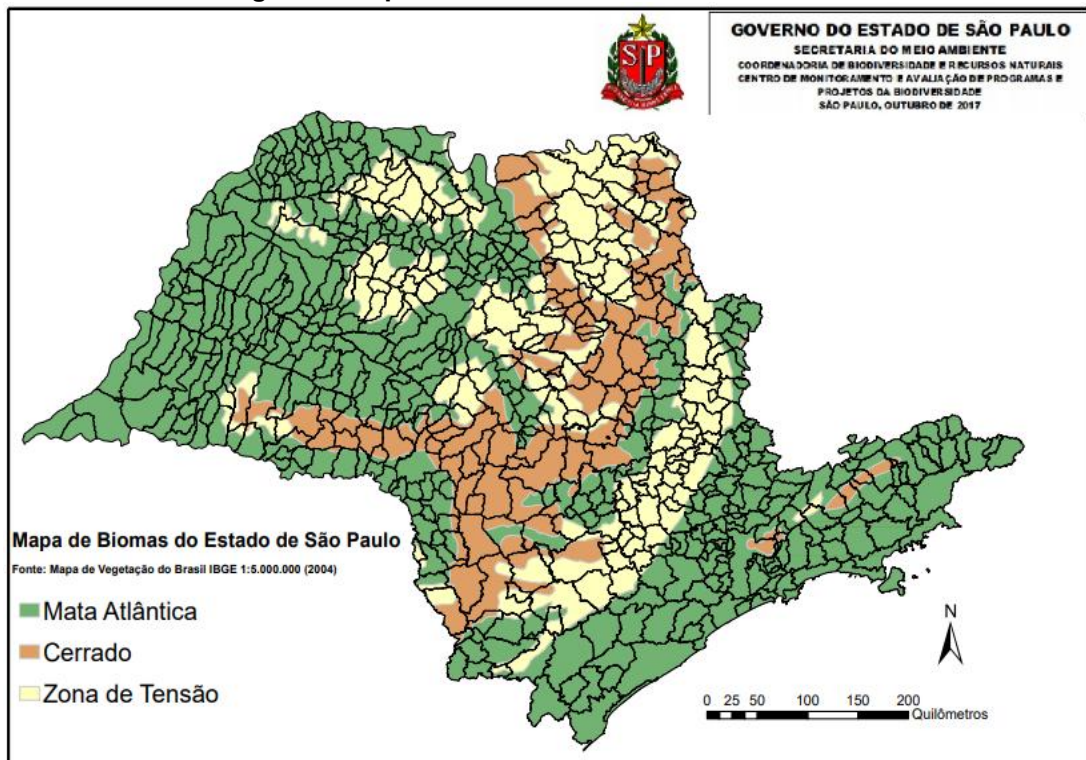 GOVERNO DO ESTADO DE SÃO PAULO
SECRETARIA DO MEIO AMBIENTE
COORDENADORIA DE BIODIVERSIDADE E RECURSOS NATURAIS
CENTRO DE MONITORAMENTO E AVALIAÇÃO DE PROGRAMAS E
PROJETOS DA BIODIVERSIDADE
SÃO PAULO, OUTUBRO DE 2017
SP
Mapa de Biomas do Estado de São Paulo
Fonte: Mapa de Vegetação do Brasil IBGE 1:5.000.000 (2004)
Mata Atlântica
Cerrado
Zona de Tensão
N
0 25 50 100 150 200
Quilômetros